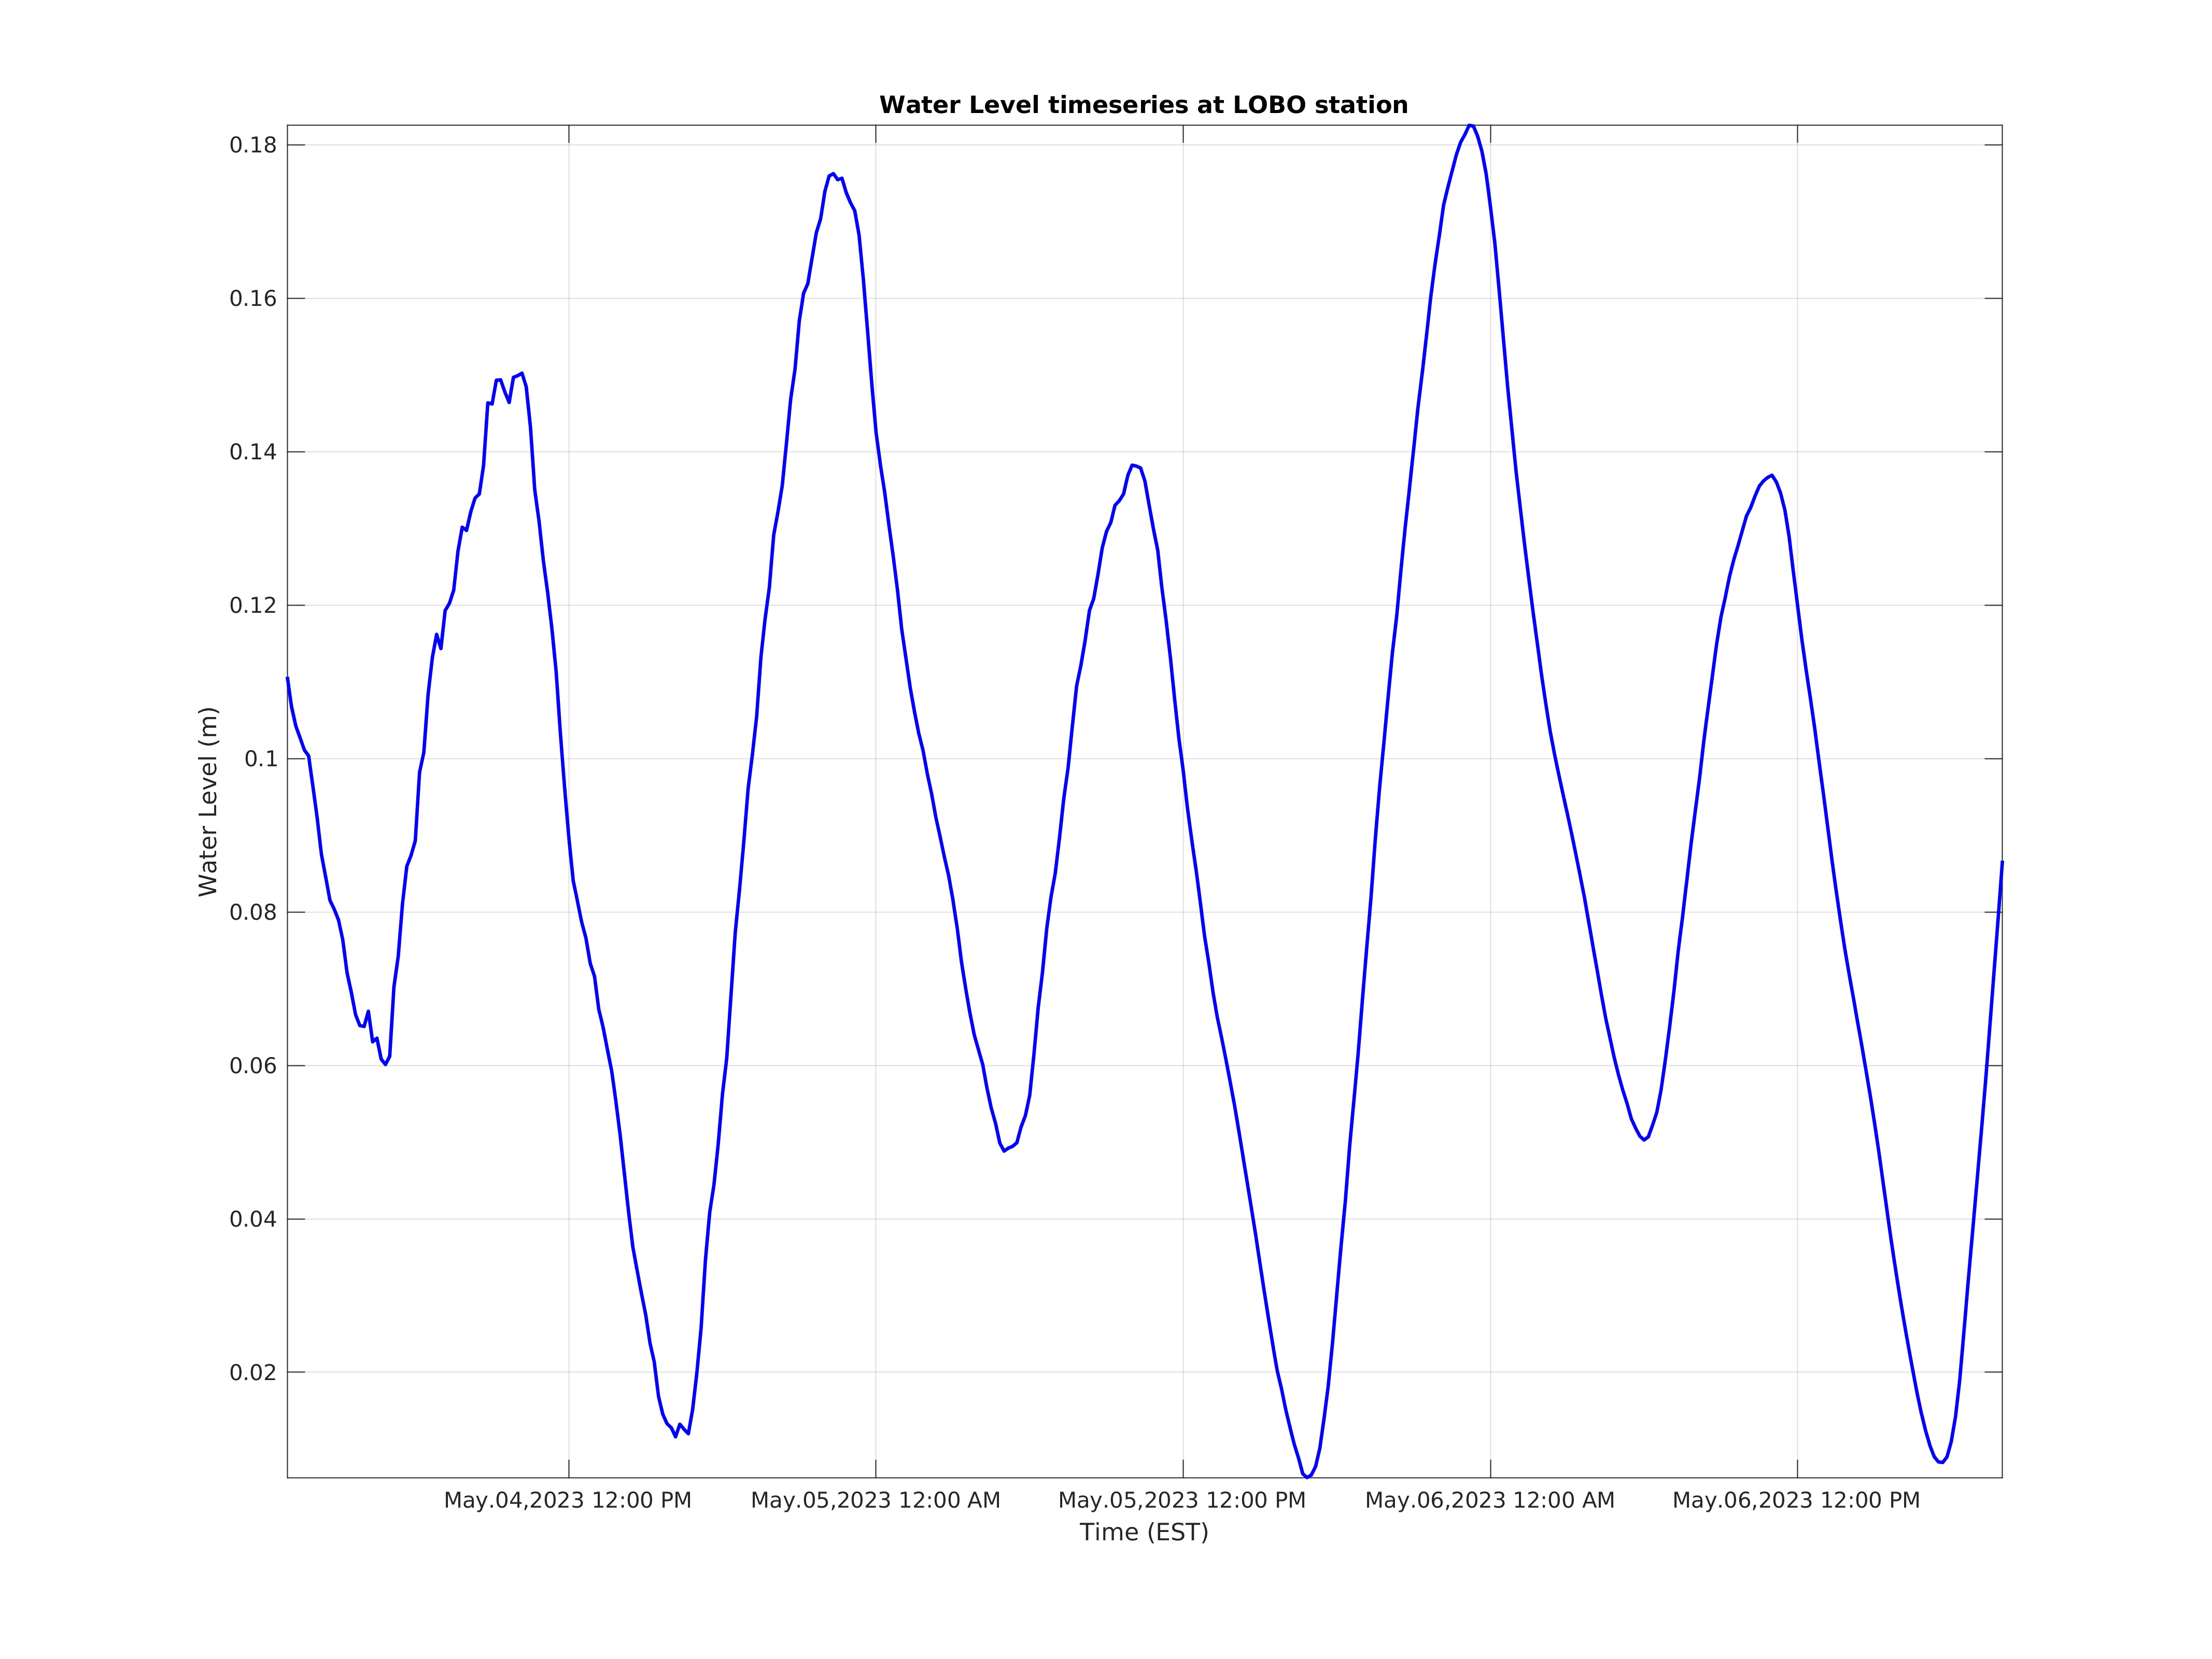 Water Level timeseries at LOBO station
0.18
0.16
0.14
0.12
0.1
0.08
0.06
0.04
0.02
Water Level (m)
May.04,2023 12:00 PM
May.05,2023 12:00 AM
May.05,2023 12:00 PM
May.06,2023 12:00 AM
May.06,2023 12:00 PM
Time (EST)